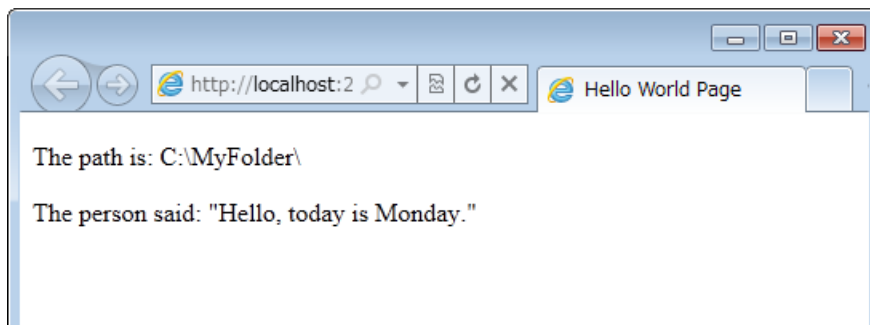 http://localhost:2
Hello World Page
The path is: C:\MyFolder\
The person said: "Hello, today is Monday."